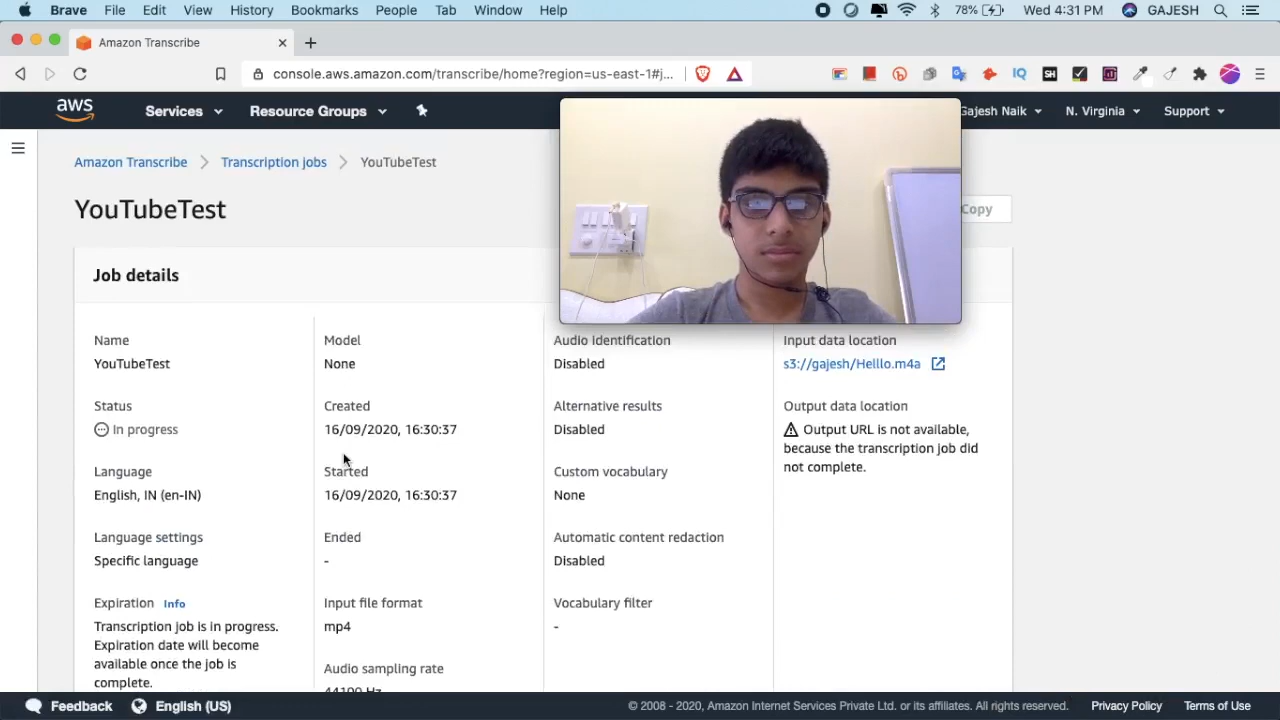 Brave File Edit View History Bookmarks People Tab Window Help 78% Wed 4:31 PM GAJESH
Amazon Transcribe
console.aws.amazon.com/transcribe/home?region=us-east-1#j...
aws Services Resource Groups Gajesh Naik N. Virginia Support
Amazon Transcribe Transcription jobs YouTubeTest
YouTubeTest
Copy
Job details
Name
YouTubeTest
Status
In progress
Language
English, IN (en-IN)
Language settings
Specific language
Expiration Info
Transcription job is in progress.
Expiration date will become
available once the job is
complete.
Model
None
Created
16/09/2020, 16:30:37
Started
16/09/2020, 16:30:37
Ended
-
Input file format
mp4
Audio sampling rate
44100 Hz
Audio identification
Disabled
Alternative results
Disabled
Custom vocabulary
None
Automatic content redaction
Disabled
Vocabulary filter
-
Input data location
s3://gajesh/Helllo.m4a
Output data location
Output URL is not available,
because the transcription job did
not complete.
Feedback English (US) © 2008 - 2020, Amazon Internet Services Private Ltd. or its affiliates. All rights reserved. Privacy Policy Terms of Use